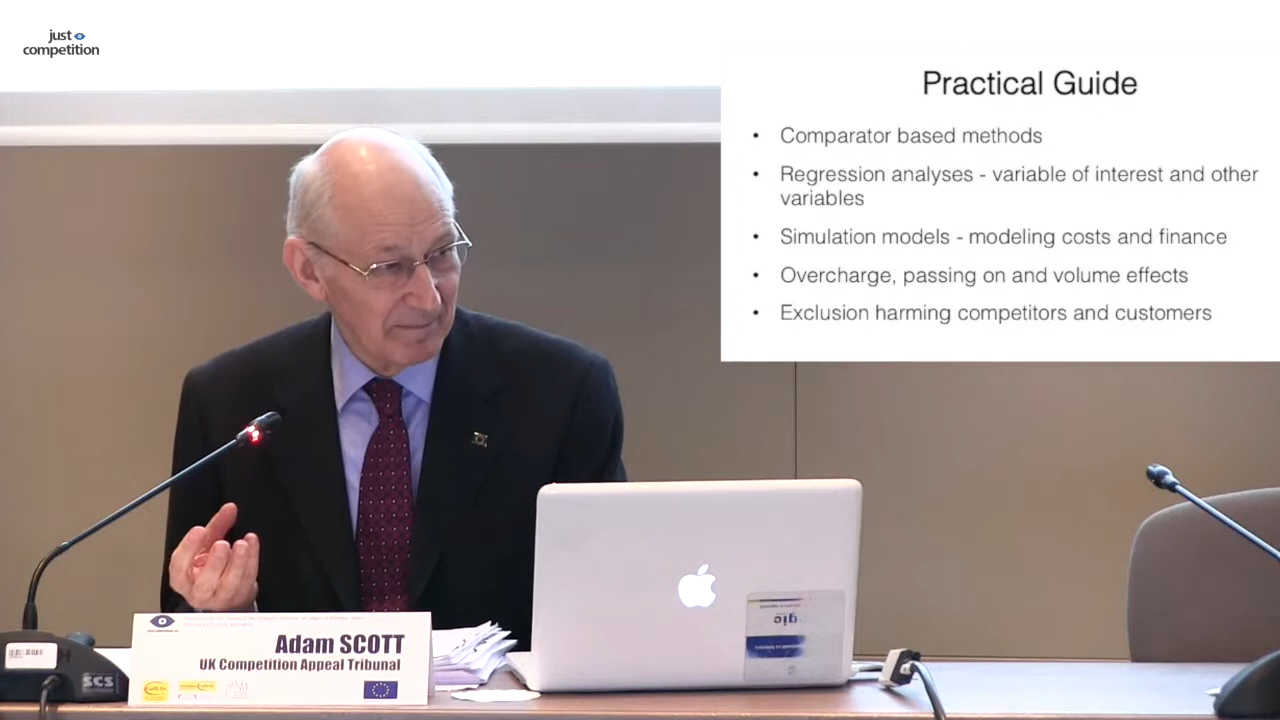 just
competition
Practical Guide
• Comparator based methods
• Regression analyses - variable of interest and other
variables
• Simulation models - modeling costs and finance
• Overcharge, passing on and volume effects
• Exclusion harming competitors and customers
Adam SCOTT
UK Competition Appeal Tribunal
SCS